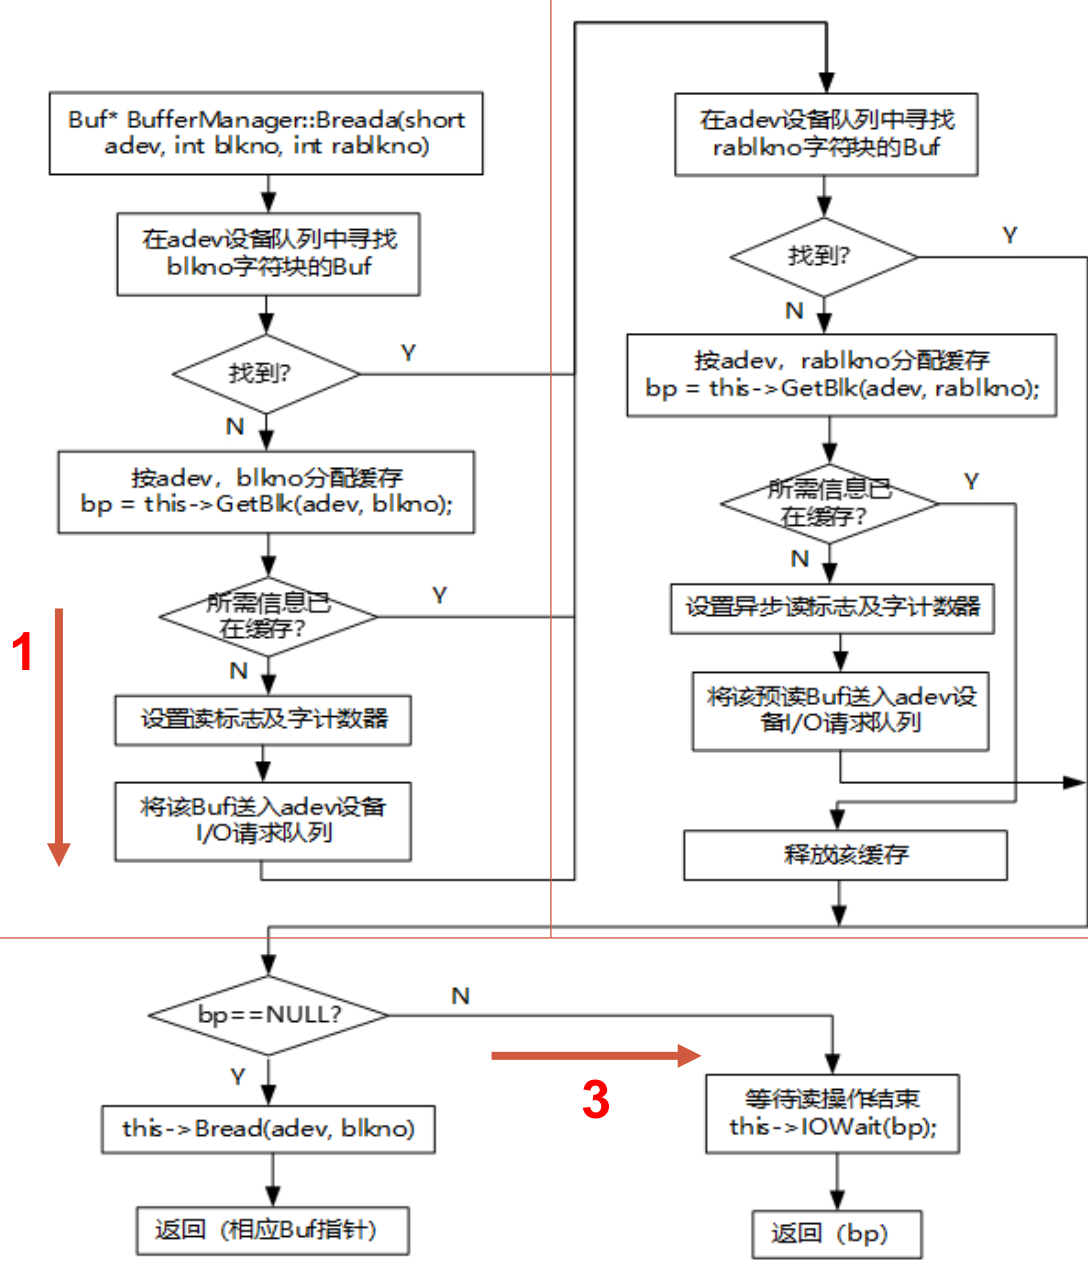 Buf* BufferManager::Breada(short
adev, int blkno, int rablkno)
在adev设备队列中寻找
blkno字符块的Buf
找到?
Y
N
按adev，blkno分配缓存
bp = this->GetBlk(adev, blkno);
所需信息已
在缓存?
Y
N
1
设置读标志及字计数器
将该Buf送入adev设备
I/O请求队列
在adev设备队列中寻找
rablkno字符块的Buf
找到?
Y
N
按adev，rablkno分配缓存
bp = this->GetBlk(adev, rablkno);
所需信息已
在缓存?
Y
N
设置异步读标志及字计数器
将该预读Buf送入adev设
备I/O请求队列
释放该缓存
bp==NULL?
N
Y
3
this->Bread(adev, blkno)
返回（相应Buf指针）
等待读操作结束
this->IOWait(bp);
返回（bp）